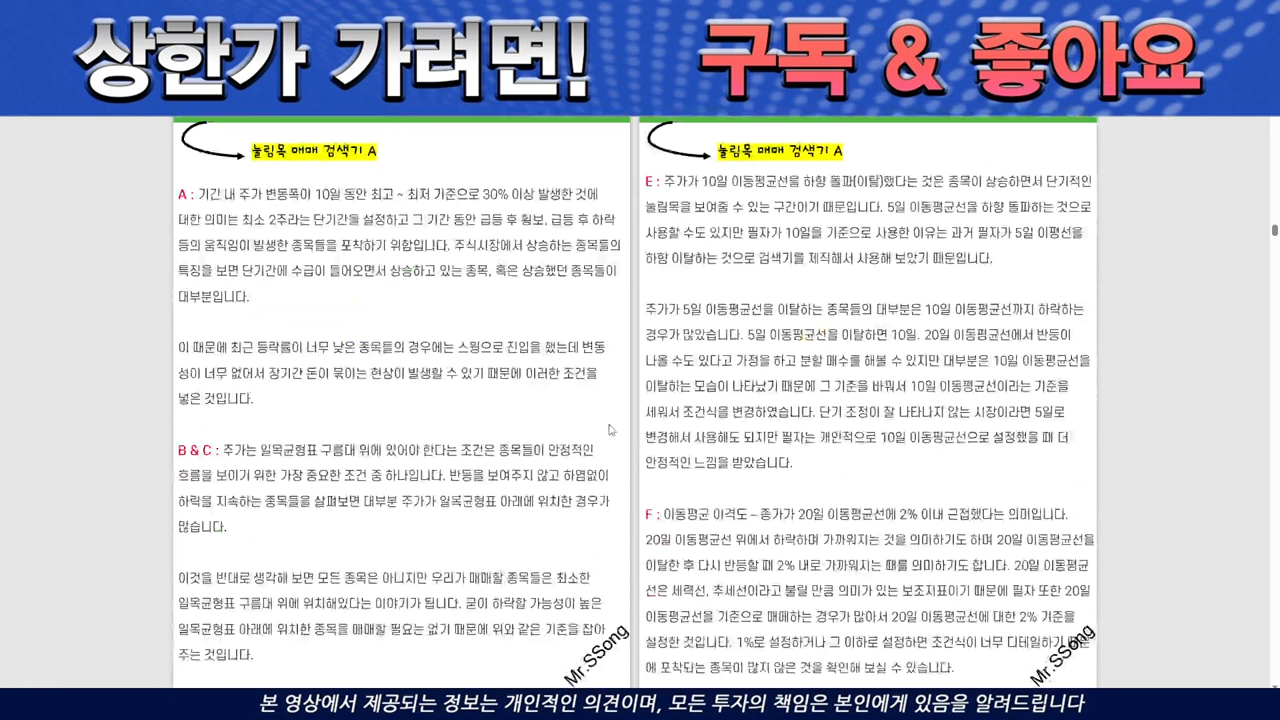 상한가 가려면!
구독 & 좋아요
눌림목 매매 검색기 A
A : 기간 내 주가 변동폭이 10월 동안 최고 ~ 최저 기준으로 30% 이상 발생한 것에
대한 의미는 최소 2주라는 단기간을 설정하고 그 기간 동안 급등 후 횡보, 급등 후 하락
등의 움직임이 발생한 종목들을 포착하기 위함입니다. 주식시장에서 상승하는 종목들의
특징을 보면 단기간에 수급이 들어오면서 상승하고 있는 종목, 혹은 상승했던 종목들이
대부분입니다.
이 때문에 최근 등락률이 너무 낮은 종목들의 경우에는 스윙으로 진입을 했는데 변동
성이 너무 없어서 장기간 돈이 묶이는 현상이 발생할 수 있기 때문에 이러한 조건을
넣은 것입니다.
B & C : 주가는 일목균형표 구름대 위에 있어야 한다는 조건은 종목들이 안정적인
흐름을 보이기 위한 가장 중요한 조건 중 하나입니다. 반등을 보여주지 않고 하염없이
하락을 지속하는 종목들을 살펴보면 대부분 주가가 일목균형표 아래에 위치한 경우가
많습니다.
이것을 반대로 생각해 보면 모든 종목은 아니지만 우리가 매매할 종목들은 최소한
일목균형표 구름대 위에 위치해있다는 이야기가 됩니다. 굳이 하락할 가능성이 높은
일목균형표 아래에 위치한 종목을 매매할 필요는 없기 때문에 위와 같은 기준을 잡아
주는 것입니다.
Mr.SSong
눌림목 매매 검색기 A
E : 주가가 10일 이동평균선을 하향 돌파(이탈)했다는 것은 종목이 상승하면서 단기적인
눌림목을 보여줄 수 있는 구간이기 때문입니다. 5일 이동평균선을 하향 돌파하는 것으로
사용할 수도 있지만 필자가 10일을 기준으로 사용한 이유는 과거 필자가 5일 이평선을
하향 이탈하는 것으로 검색기를 제작해서 사용해 보았기 때문입니다.
주가가 5일 이동평균선을 이탈하는 종목들의 대부분은 10일 이동평균선까지 하락하는
경우가 많았습니다. 5일 이동평균선을 이탈하면 10일. 20일 이동평균선에서 반등이
나올 수도 있다고 가정을 하고 분할 매수를 해볼 수 있지만 대부분은 10일 이동평균선을
이탈하는 모습이 나타났기 때문에 그 기준을 바꿔서 10일 이동평균선이라는 기준을
세워서 조건식을 변경하였습니다. 단기 조정이 잘 나타나지 않는 시장이라면 5일로
변경해서 사용해도 되지만 필자는 개인적으로 10일 이동평균선으로 설정했을 때 더
안정적인 느낌을 받았습니다.
F : 이동평균 이격도 – 종가가 20일 이동평균선에 2% 이내 근접했다는 의미입니다.
20일 이동평균선 위에서 하락하며 가까워지는 것을 의미하기도 하며 20일 이동평균선을
이탈한 후 다시 반등할 때 2% 내로 가까워지는 때를 의미하기도 합니다. 20일 이동평균
선은 세력선, 추세선이라고 불릴 만큼 의미가 있는 보조지표이기 때문에 필자 또한 20일
이동평균선을 기준으로 매매하는 경우가 많아서 20일 이동평균선에 대한 2% 기준을
설정한 것입니다. 1%로 설정하거나 그 이하로 설정하면 조건식이 너무 디테일하기
에 포착되는 종목이 많지 않은 것을 확인해 보실 수 있습니다.
Mr.SSong
본 영상에서 제공되는 정보는 개인적인 의견이며, 모든 투자의 책임은 본인에게 있음을 알려드립니다